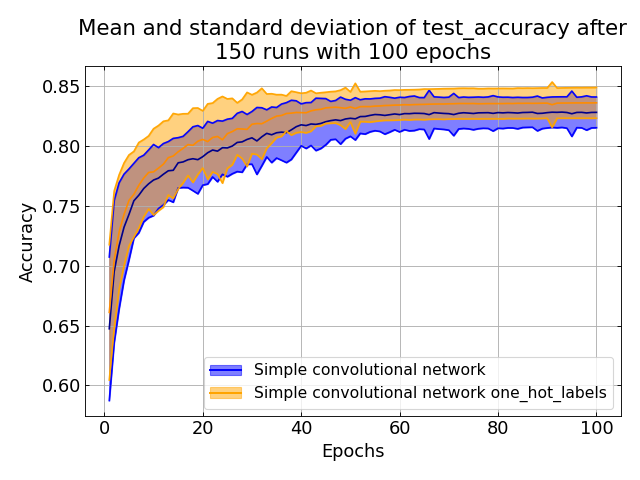 Mean and standard deviation of test_accuracy after
150 runs with 100 epochs
0.85
0.80
0.75
0.70
0.65
0.60
Accuracy
0 20 40 60 80 100
Epochs
Simple convolutional network
Simple convolutional network one_hot_labels